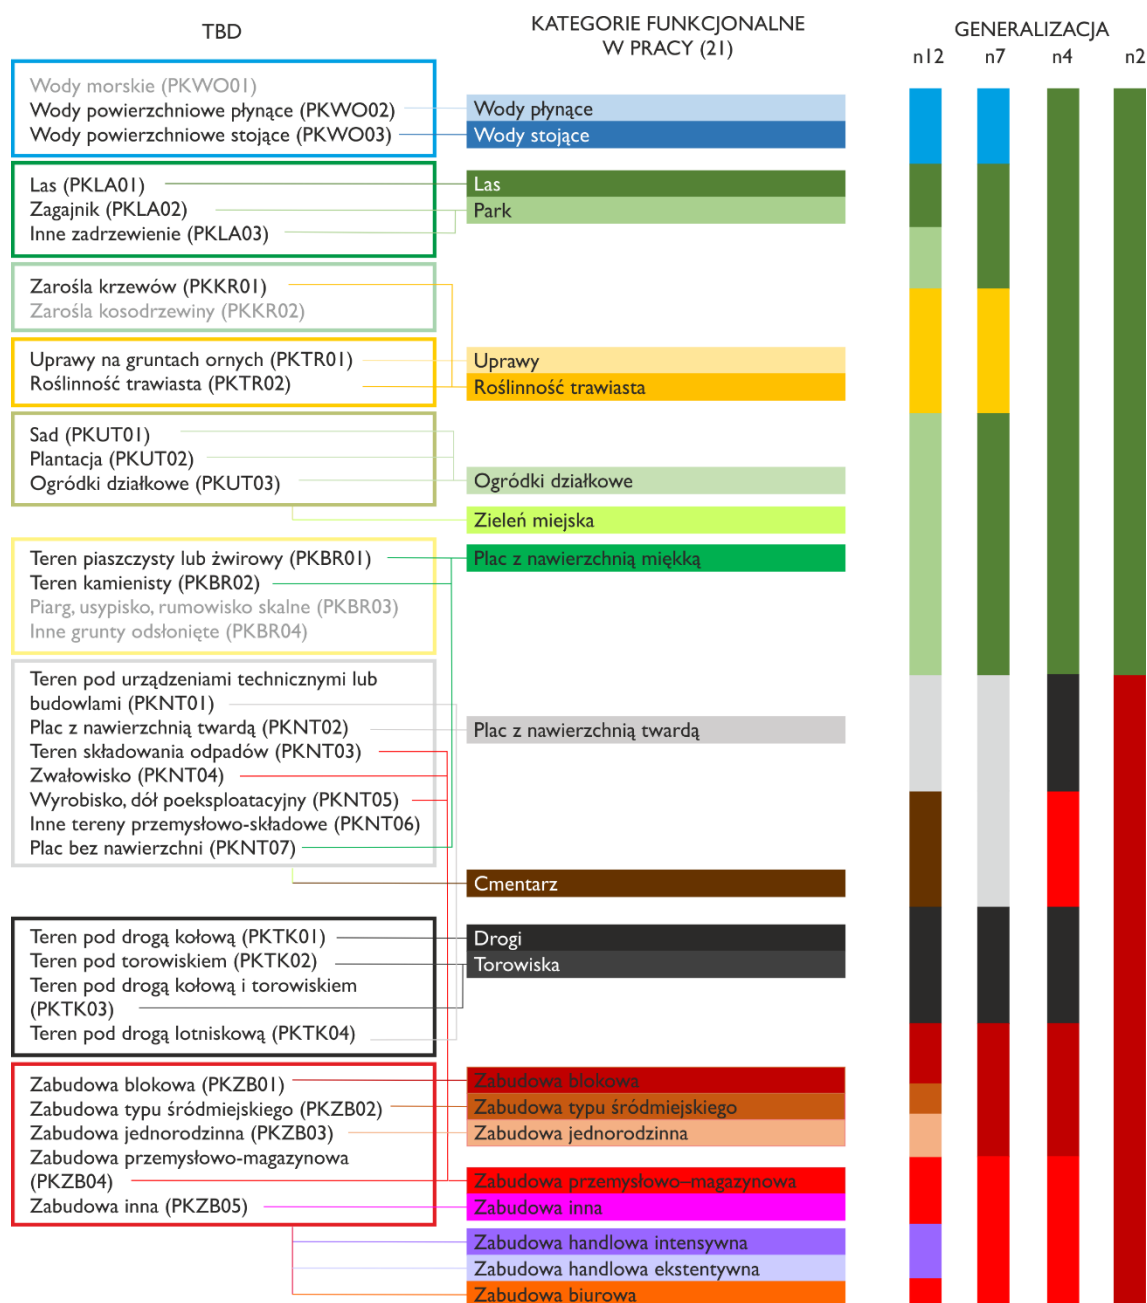 TBD
KATEGORIE FUNKCJONALNE
W PRACY (21)
GENERALIZACJA
n12
n7
n4
n2
Wody morskie (PKWO01)
Wody powierzchniowe płynące (PKWO02)
Wody powierzchniowe stojące (PKWO03)
Wody płynące
Wody stojące
Las (PKLA01)
Zagajnik (PKLA02)
Inne zadrzewienie (PKLA03)
Las
Park
Zarośla krzewów (PKKR01)
Zarośla kosodrzewiny (PKKR02)
Uprawy na gruntach ornych (PKTR01)
Roślinność trawiasta (PKTR02)
Uprawy
Roślinność trawiasta
Sad (PKUT01)
Plantacja (PKUT02)
Ogródki działkowe (PKUT03)
Ogródki działkowe
Zieleń miejska
Teren piaszczysty lub żwirowy (PKBR01)
Teren kamienisty (PKBR02)
Piarg, usypisko, rumowisko skalne (PKBR03)
Inne grunty odsłonięte (PKBR04)
Plac z nawierzchnią miękką
Teren pod urządzeniami technicznymi lub
budowlami (PKNT01)
Plac z nawierzchnią twardą (PKNT02)
Teren składowania odpadów (PKNT03)
Zwałowisko (PKNT04)
Wyrobisko, dół poeksploatacyjny (PKNT05)
Inne tereny przemysłowo-składowe (PKNT06)
Plac bez nawierzchni (PKNT07)
Plac z nawierzchnią twardą
Cmentarz
Teren pod drogą kołową (PKTK01)
Teren pod torowiskiem (PKTK02)
Teren pod drogą kołową i torowiskiem
(PKTK03)
Teren pod drogą lotniskową (PKTK04)
Drogi
Torowiska
Zabudowa blokowa (PKZB01)
Zabudowa typu śródmiejskiego (PKZB02)
Zabudowa jednorodzinna (PKZB03)
Zabudowa przemysłowo-magazynowa
(PKZB04)
Zabudowa inna (PKZB05)
Zabudowa blokowa
Zabudowa typu śródmiejskiego
Zabudowa jednorodzinna
Zabudowa przemysłowo–magazynowa
Zabudowa inna
Zabudowa handlowa intensywna
Zabudowa handlowa ekstentywna
Zabudowa biurowa